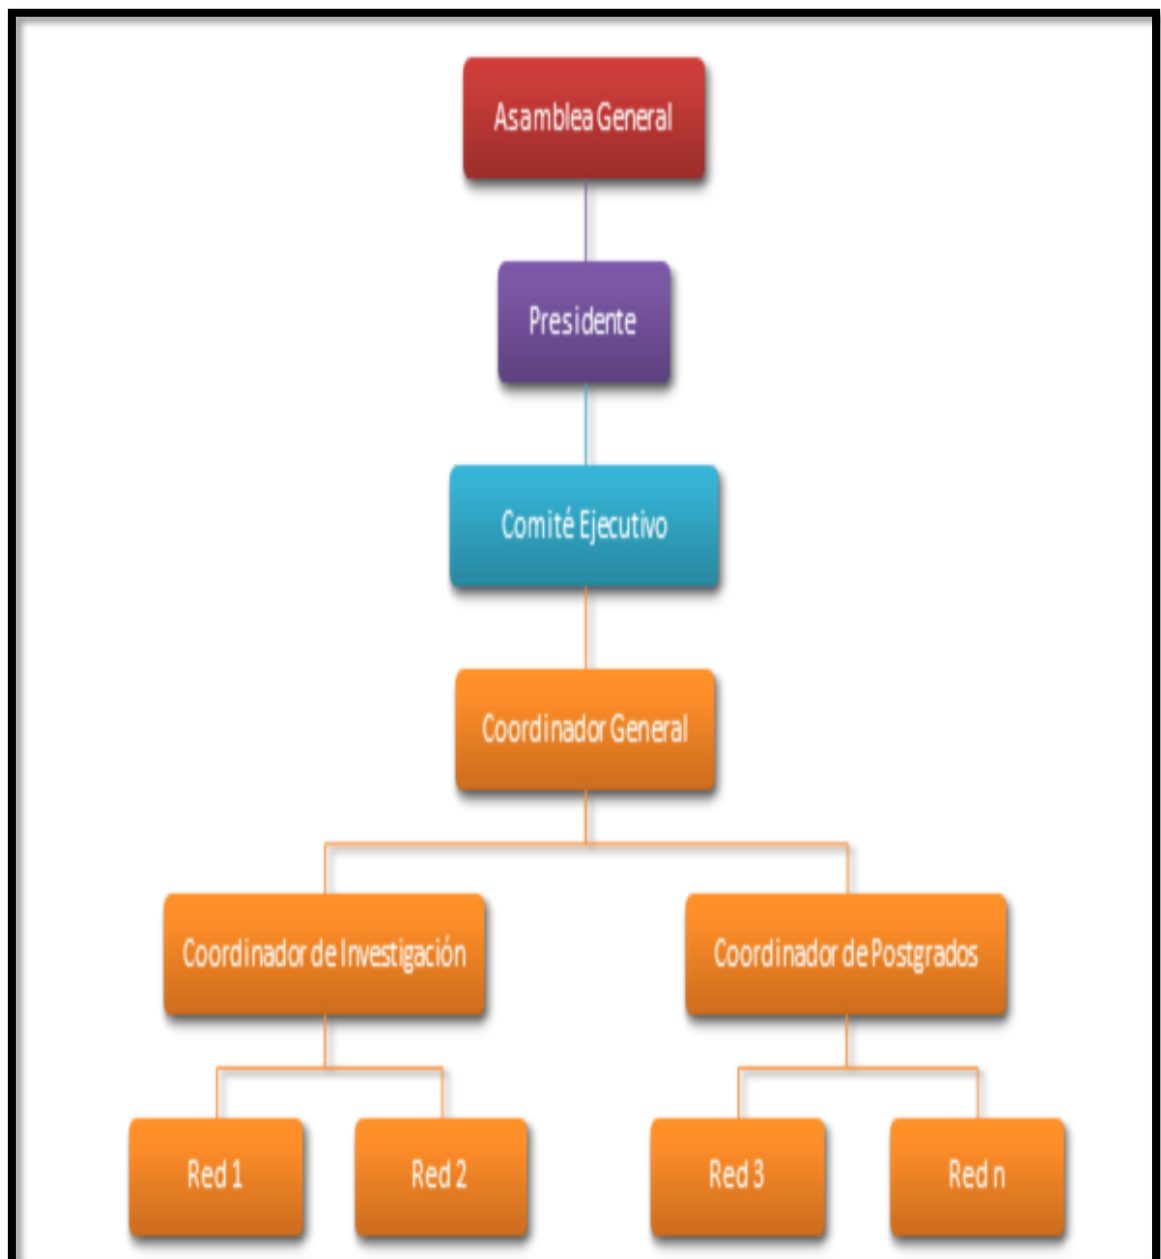 Asamblea General
Presidente
Comité Ejecutivo
Coordinador General
Coordinador de Investigación
Coordinador de Postgrados
Red 1
Red 2
Red 3
Red n